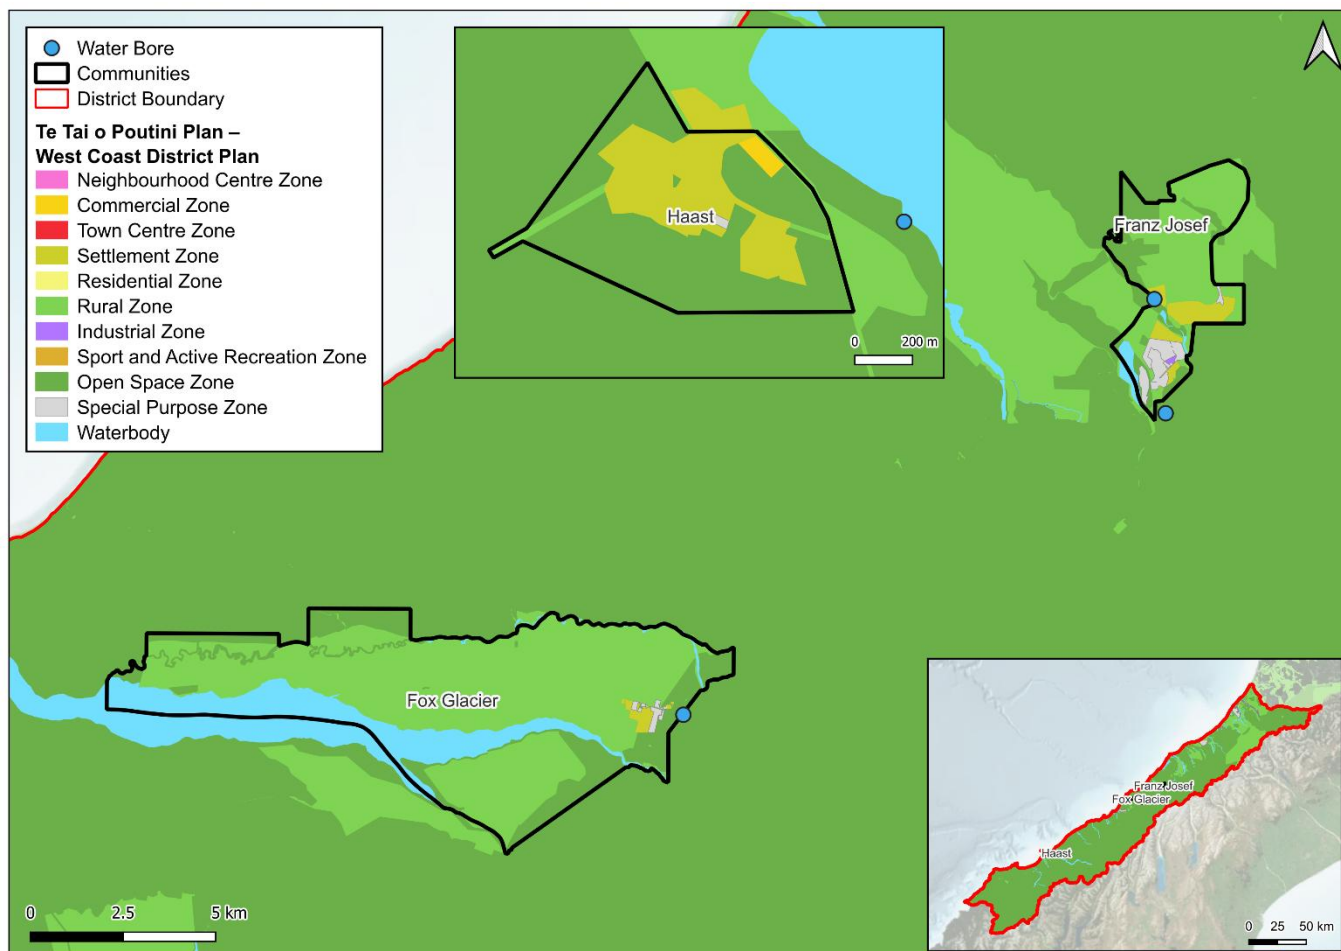 Water Bore
Communities
District Boundary
Te Tai o Poutini Plan –
West Coast District Plan
Neighbourhood Centre Zone
Commercial Zone
Town Centre Zone
Settlement Zone
Residential Zone
Rural Zone
Industrial Zone
Sport and Active Recreation Zone
Open Space Zone
Special Purpose Zone
Waterbody
Haast
0 200 m
Franz Josef
Fox Glacier
0 2.5 5 km
Franz Josef
Fox Glacier
Haast
0 25 50 km